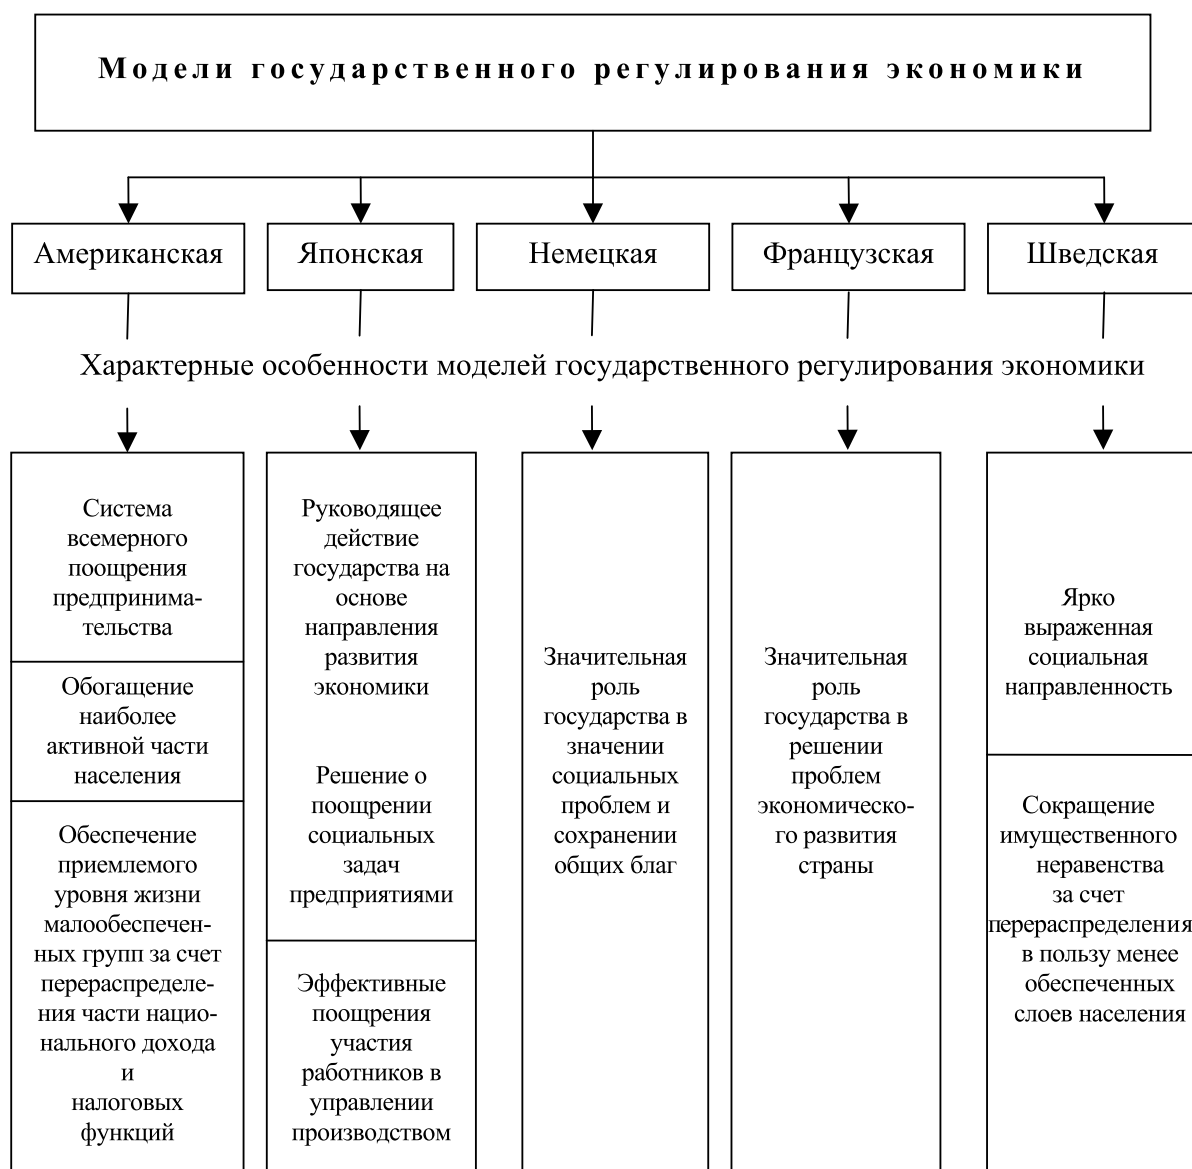 Модели государственного регулирования экономики
Американская
Японская
Немецкая
Французская
Шведская
Характерные особенности моделей государственного регулирования экономики
Система
всемерного
поощрения
предпринима-
тельства
Обогащение
наиболее
активной части
населения
Обеспечение
приемлемого
уровня жизни
малообеспечен-
ных групп за счет
перераспределе-
ния части нацио-
нального дохода
и
налоговых
функций
Руководящее
действие
государства на
основе
направления
развития
экономики
Решение о
поощрении
социальных
задач
предприятиями
Эффективные
поощрения
участия
работников в
управлении
производством
Значительная
роль
государства в
значении
социальных
проблем и
сохранении
общих благ
Значительная
роль
государства в
решении
проблем
экономическо-
го развития
страны
Ярко
выраженная
социальная
направленность
Сокращение
имущественного
неравенства
за счет
перераспределения
в пользу менее
обеспеченных
слоев населения